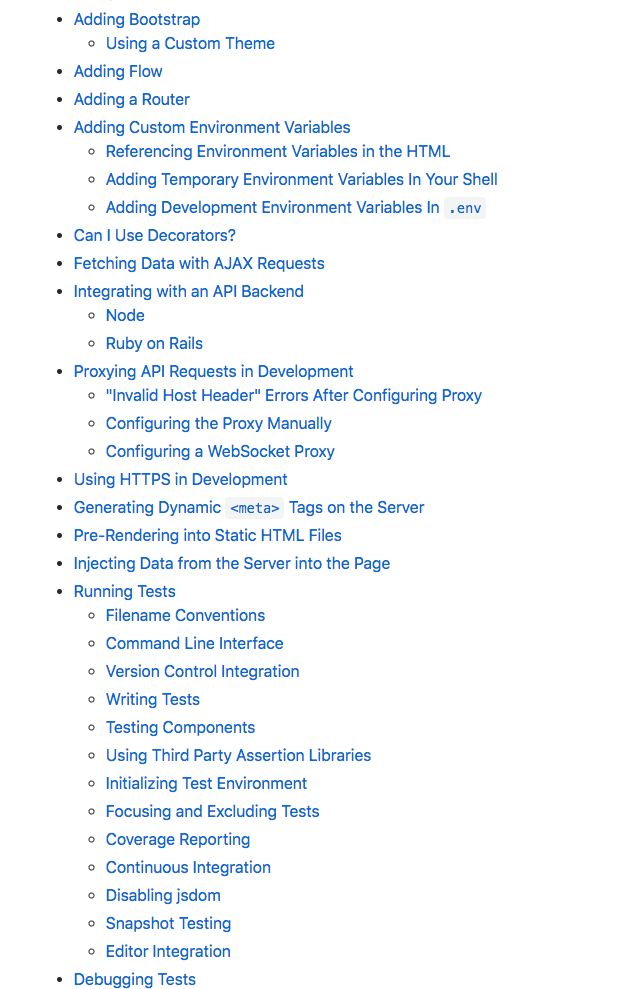 Adding Bootstrap
Using a Custom Theme
Adding Flow
Adding a Router
Adding Custom Environment Variables
Referencing Environment Variables in the HTML
Adding Temporary Environment Variables In Your Shell
Adding Development Environment Variables In .env
Can I Use Decorators?
Fetching Data with AJAX Requests
Integrating with an API Backend
Node
Ruby on Rails
Proxying API Requests in Development
"Invalid Host Header" Errors After Configuring Proxy
Configuring the Proxy Manually
Configuring a WebSocket Proxy
Using HTTPS in Development
Generating Dynamic <meta> Tags on the Server
Pre-Rendering into Static HTML Files
Injecting Data from the Server into the Page
Running Tests
Filename Conventions
Command Line Interface
Version Control Integration
Writing Tests
Testing Components
Using Third Party Assertion Libraries
Initializing Test Environment
Focusing and Excluding Tests
Coverage Reporting
Continuous Integration
Disabling jsdom
Snapshot Testing
Editor Integration
Debugging Tests